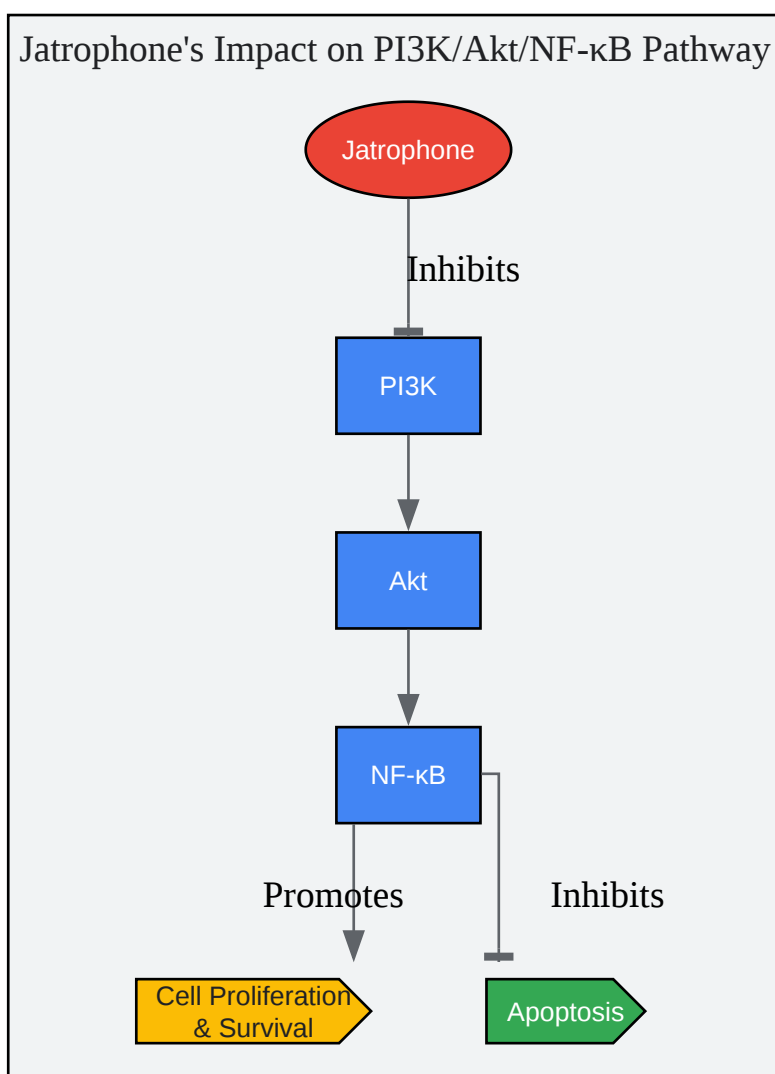 Jatrophone's Impact on PI3K/Akt/NF-κB Pathway
Jatrophone
Inhibits
PI3K
Akt
NF-κB
Promotes
Inhibits
Cell Proliferation
& Survival
Apoptosis